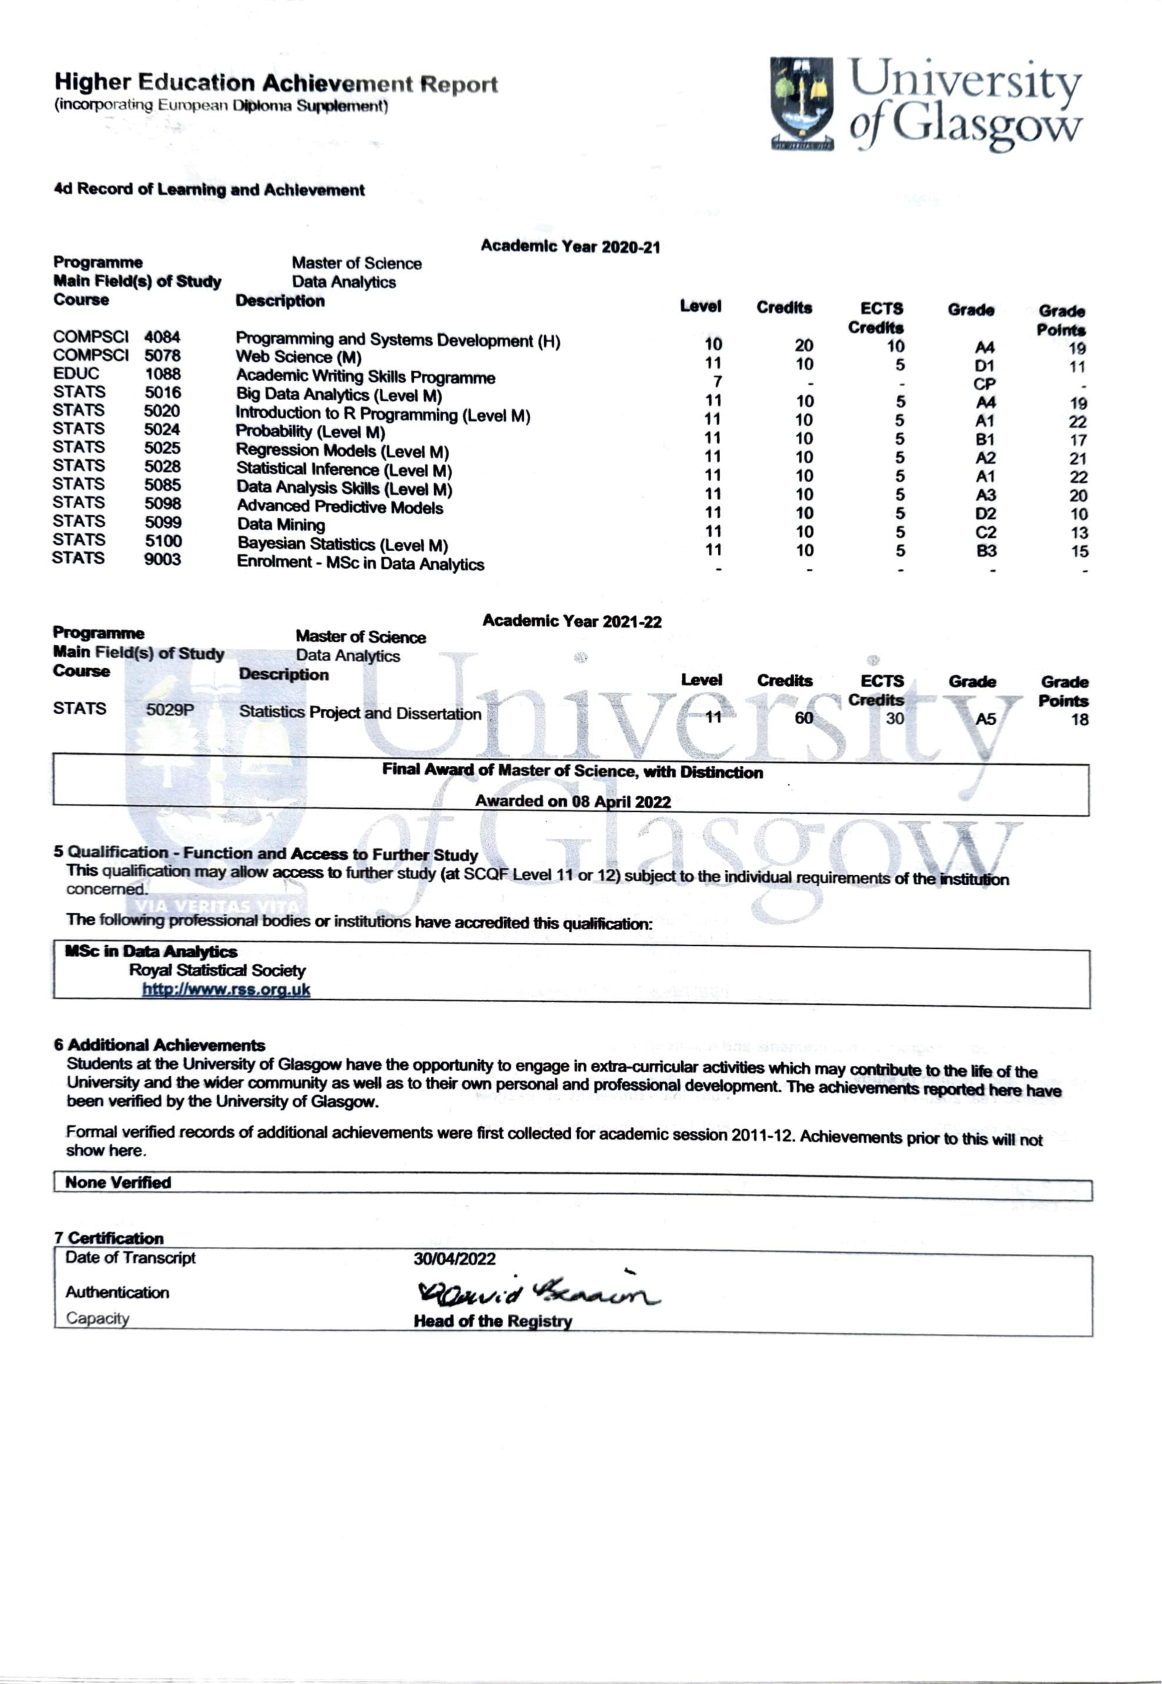 Higher Education Achievement Report
(incorporating European Diploma Supplement)
University
of Glasgow
VIA VERITAS VITA
4d Record of Learning and Achievement
Academic Year 2020-21
Programme Master of Science
Main Field(s) of Study Data Analytics
Course Description Level Credits ECTS Credits Grade Grade Points
COMPSCI 4084 Programming and Systems Development (H) 10 20 10 A4 19
COMPSCI 5078 Web Science (M) 11 10 5 D1 11
EDUC 1088 Academic Writing Skills Programme 7 - - CP -
STATS 5016 Big Data Analytics (Level M) 11 10 5 A4 19
STATS 5020 Introduction to R Programming (Level M) 11 10 5 A1 22
STATS 5024 Probability (Level M) 11 10 5 B1 17
STATS 5025 Regression Models (Level M) 11 10 5 A2 21
STATS 5028 Statistical Inference (Level M) 11 10 5 A1 22
STATS 5085 Data Analysis Skills (Level M) 11 10 5 A3 20
STATS 5098 Advanced Predictive Models 11 10 5 D2 10
STATS 5099 Data Mining 11 10 5 C2 13
STATS 5100 Bayesian Statistics (Level M) 11 10 5 B3 15
STATS 9003 Enrolment - MSc in Data Analytics - - - - -
Academic Year 2021-22
Programme Master of Science
Main Field(s) of Study Data Analytics
Course Description Level Credits ECTS Credits Grade Grade Points
STATS 5029P Statistics Project and Dissertation 11 60 30 A5 18
University
of Glasgow
VIA VERITAS VITA
Final Award of Master of Science, with Distinction
Awarded on 08 April 2022
5 Qualification - Function and Access to Further Study
This qualification may allow access to further study (at SCQF Level 11 or 12) subject to the individual requirements of the institution
concerned.
The following professional bodies or institutions have accredited this qualification:
MSc in Data Analytics
Royal Statistical Society
http://www.rss.org.uk
6 Additional Achievements
Students at the University of Glasgow have the opportunity to engage in extra-curricular activities which may contribute to the life of the
University and the wider community as well as to their own personal and professional development. The achievements reported here have
been verified by the University of Glasgow.
Formal verified records of additional achievements were first collected for academic session 2011-12. Achievements prior to this will not
show here.
None Verified
7 Certification
Date of Transcript 30/04/2022
Authentication David
Capacity Head of the Registry